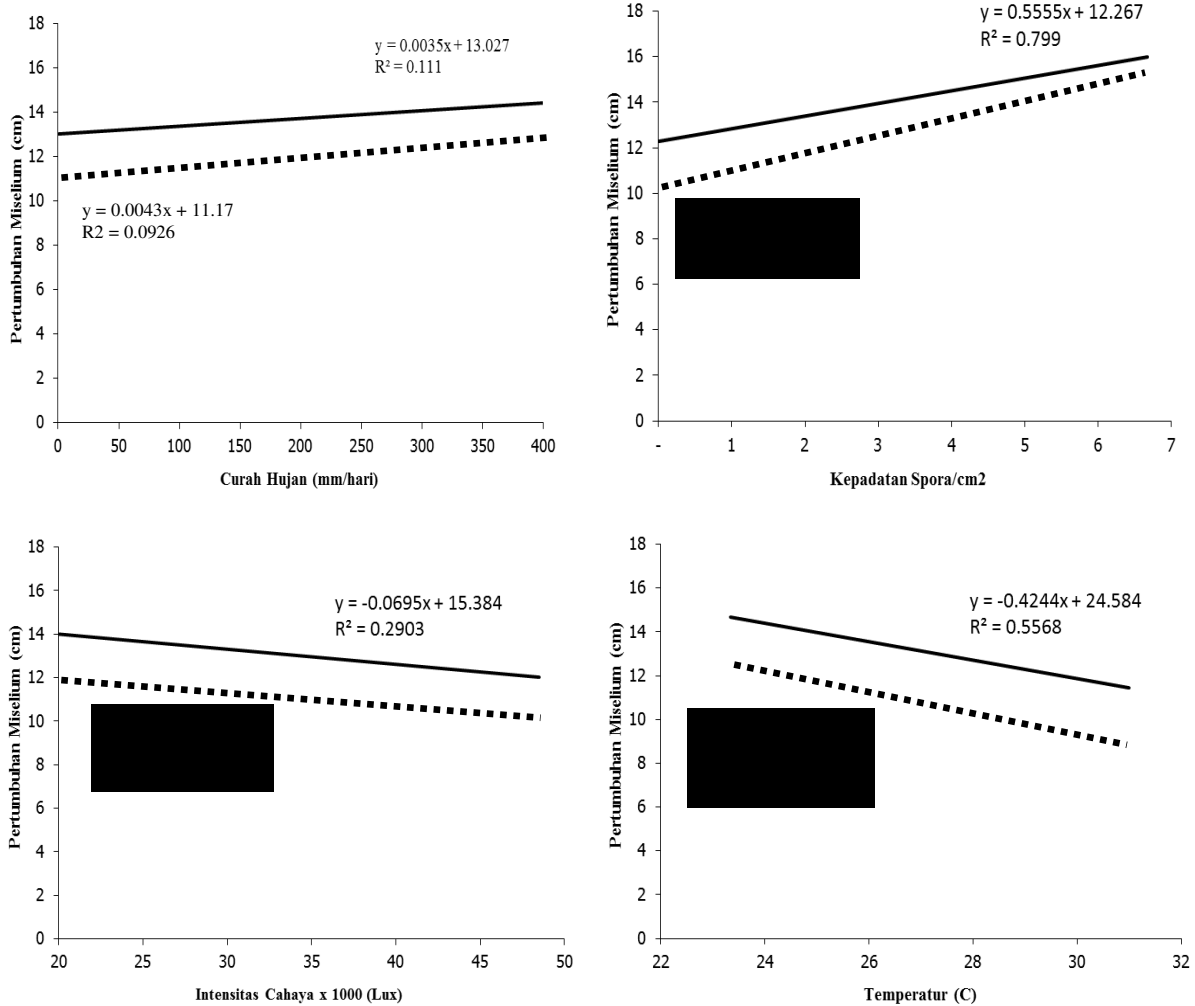 18
16
14
12
10
8
6
4
2
0
Pertumbuhan Miselium (cm)
y = 0.0035x + 13.027
R² = 0.111
y = 0.0043x + 11.17
R2 = 0.0926
0 50 100 150 200 250 300 350 400
Curah Hujan (mm/hari)
18
16
14
12
10
8
6
4
2
0
Pertumbuhan Miselium (cm)
y = 0.5555x + 12.267
R² = 0.799
- 1 2 3 4 5 6 7
Kepadatan Spora/cm2
18
16
14
12
10
8
6
4
2
0
Pertumbuhan Miselium (cm)
y = -0.0695x + 15.384
R² = 0.2903
20 25 30 35 40 45 50
Intensitas Cahaya x 1000 (Lux)
18
16
14
12
10
8
6
4
2
0
Pertumbuhan Miselium (cm)
y = -0.4244x + 24.584
R² = 0.5568
22 24 26 28 30 32
Temperatur (C)